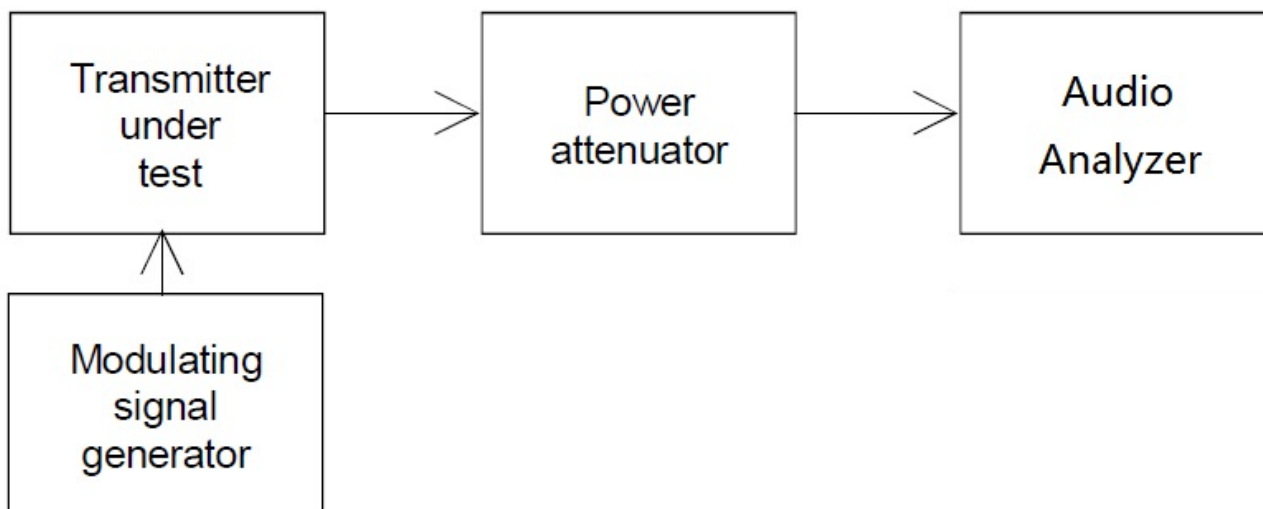 Transmitter
under
test
Power
attenuator
Audio
Analyzer
Modulating
signal
generator